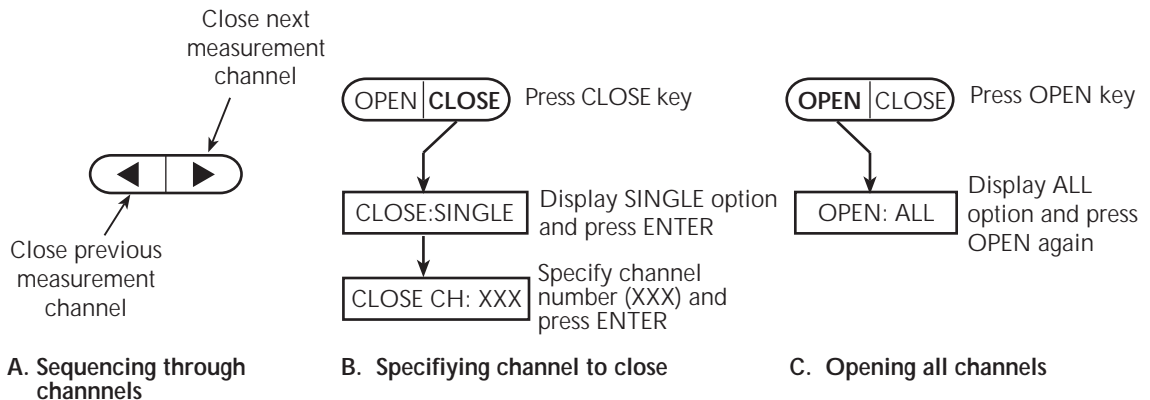 Close next
measurement
channel
Close previous
measurement
channel
A. Sequencing through
channnels
OPEN CLOSE Press CLOSE key
CLOSE:SINGLE Display SINGLE option
and press ENTER
CLOSE CH: XXX Specify channel
number (XXX) and
press ENTER
B. Specifiying channel to close
OPEN CLOSE Press OPEN key
OPEN: ALL Display ALL
option and press
OPEN again
C. Opening all channels